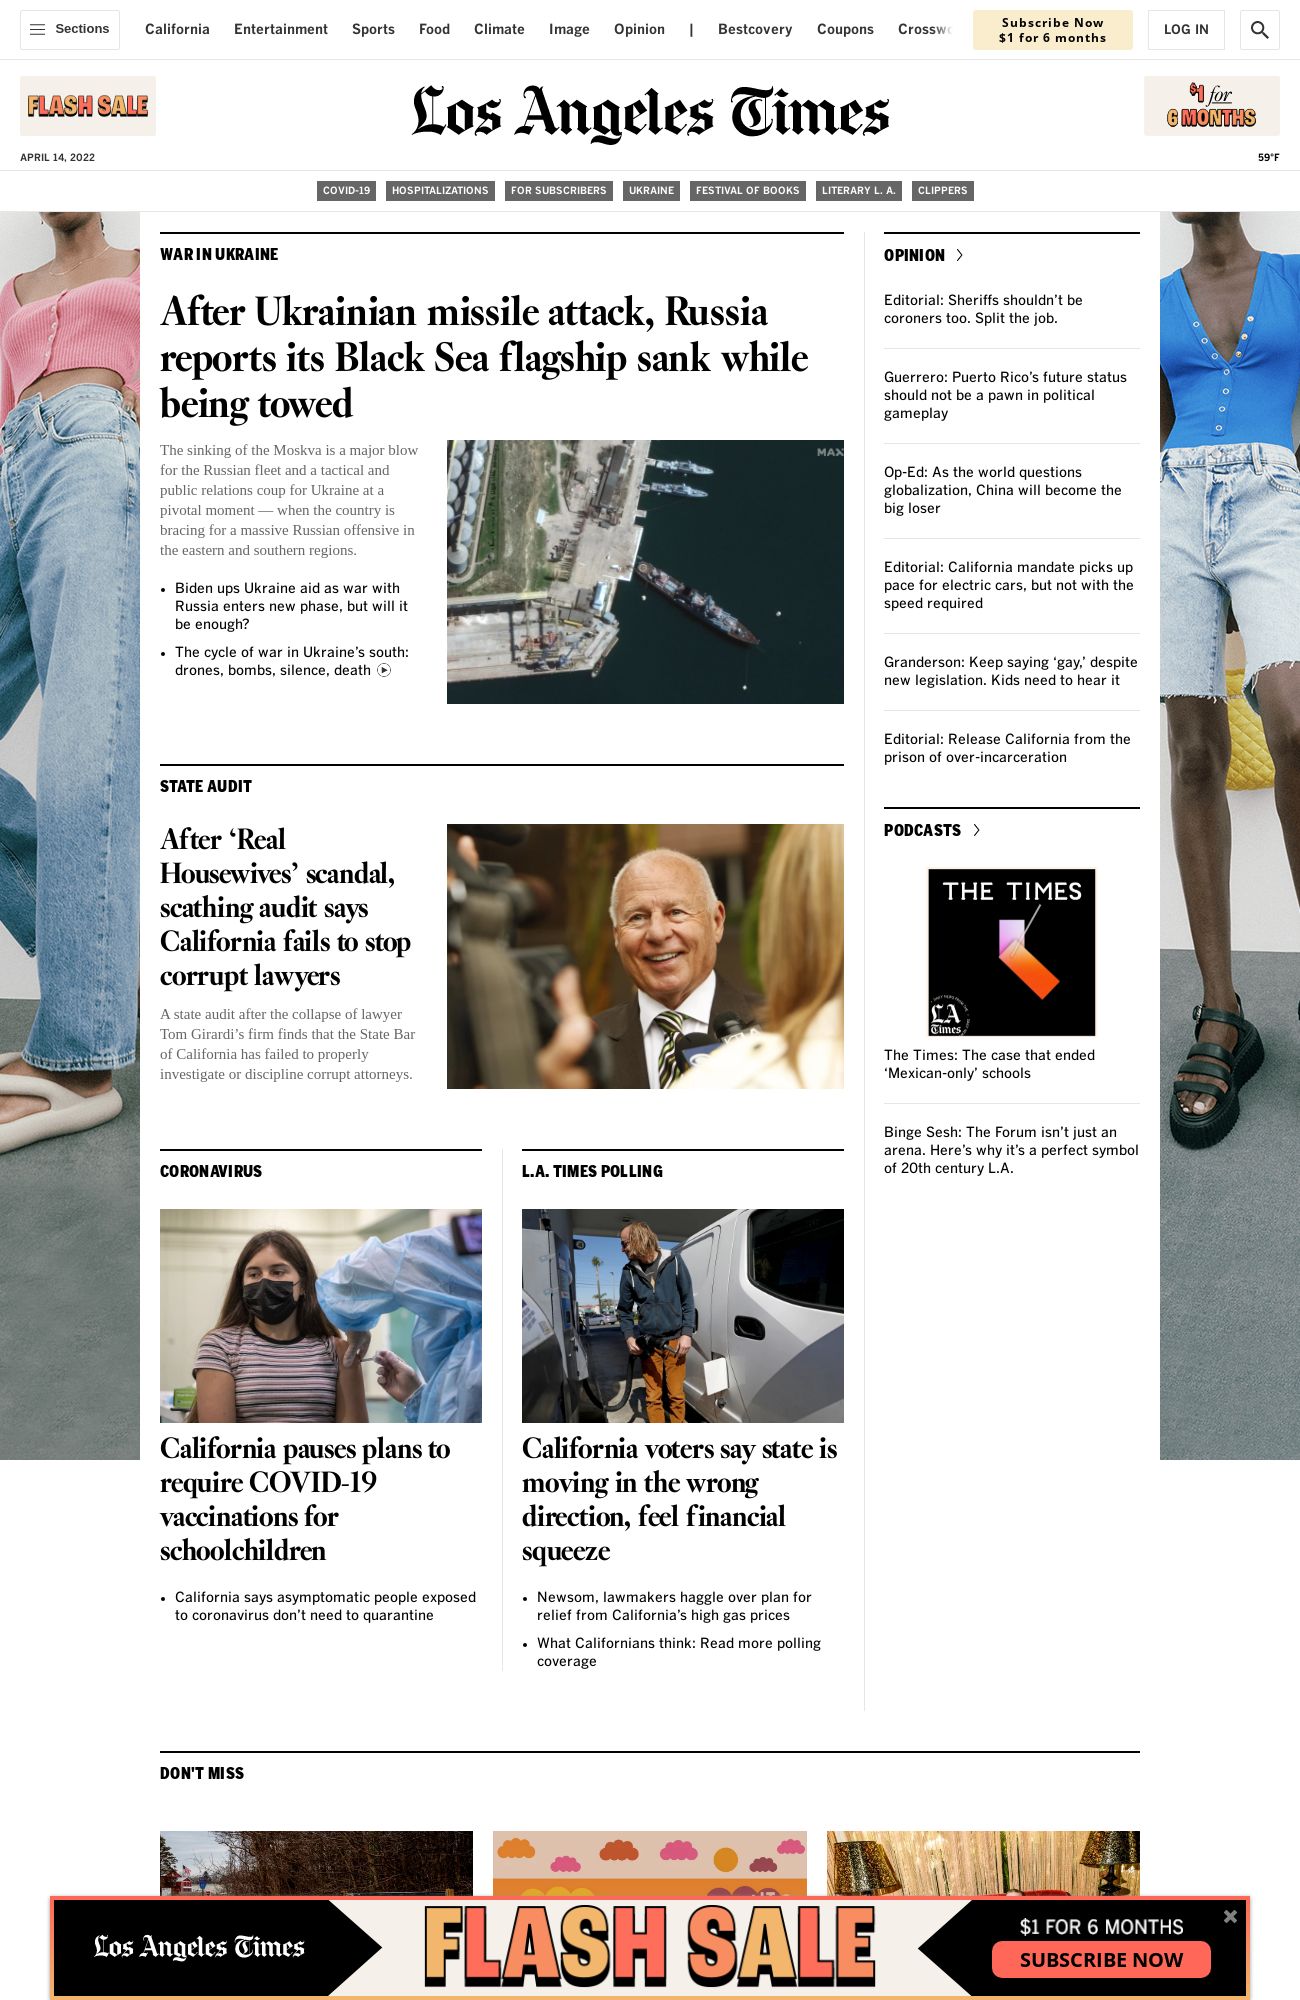 Sections
California Entertainment Sports Food Climate Image Opinion | Bestcovery Coupons
Subscribe Now
$1 for 6 months
LOG IN
FLASH SALE
Los Angeles Times
$1 for
6 MONTHS
APRIL 14, 2022
59°F
COVID-19 HOSPITALIZATIONS FOR SUBSCRIBERS UKRAINE FESTIVAL OF BOOKS LITERARY L. A. CLIPPERS
WAR IN UKRAINE
After Ukrainian missile attack, Russia
reports its Black Sea flagship sank while
being towed
The sinking of the Moskva is a major blow
for the Russian fleet and a tactical and
public relations coup for Ukraine at a
pivotal moment — when the country is
bracing for a massive Russian offensive in
the eastern and southern regions.
• Biden ups Ukraine aid as war with
Russia enters new phase, but will it
be enough?
• The cycle of war in Ukraine’s south:
drones, bombs, silence, death
MAX
STATE AUDIT
After ‘Real
Housewives’ scandal,
scathing audit says
California fails to stop
corrupt lawyers
A state audit after the collapse of lawyer
Tom Girardi’s firm finds that the State Bar
of California has failed to properly
investigate or discipline corrupt attorneys.
CORONAVIRUS
California pauses plans to
require COVID-19
vaccinations for
schoolchildren
• California says asymptomatic people exposed
to coronavirus don’t need to quarantine
L.A. TIMES POLLING
California voters say state is
moving in the wrong
direction, feel financial
squeeze
• Newsom, lawmakers haggle over plan for
relief from California’s high gas prices
• What Californians think: Read more polling
coverage
OPINION
Editorial: Sheriffs shouldn’t be
coroners too. Split the job.
Guerrero: Puerto Rico’s future status
should not be a pawn in political
gameplay
Op-Ed: As the world questions
globalization, China will become the
big loser
Editorial: California mandate picks up
pace for electric cars, but not with the
speed required
Granderson: Keep saying ‘gay,’ despite
new legislation. Kids need to hear it
Editorial: Release California from the
prison of over-incarceration
PODCASTS
THE TIMES
LA
Times
The Times: The case that ended
‘Mexican-only’ schools
Binge Sesh: The Forum isn’t just an
arena. Here’s why it’s a perfect symbol
of 20th century L.A.
DON'T MISS
Los Angeles Times
FLASH SALE
$1 FOR 6 MONTHS
SUBSCRIBE NOW